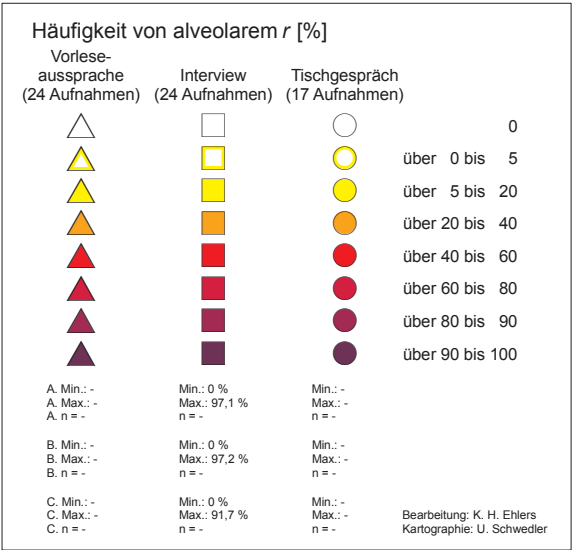 Häufigkeit von alveolarem r [%]
Vorlese-
aussprache Interview Tischgespräch
(24 Aufnahmen) (24 Aufnahmen) (17 Aufnahmen)
0
über 0 bis 5
über 5 bis 20
über 20 bis 40
über 40 bis 60
über 60 bis 80
über 80 bis 90
über 90 bis 100
A. Min.: - Min.: 0 % Min.: -
A. Max.: - Max.: 97,1 % Max.: -
A. n = - n = - n = -
B. Min.: - Min.: 0 % Min.: -
B. Max.: - Max.: 97,2 % Max.: -
B. n = - n = - n = -
C. Min.: - Min.: 0 % Min.: -
C. Max.: - Max.: 91,7 % Max.: - Bearbeitung: K. H. Ehlers
C. n = - n = - n = - Kartographie: U. Schwedler